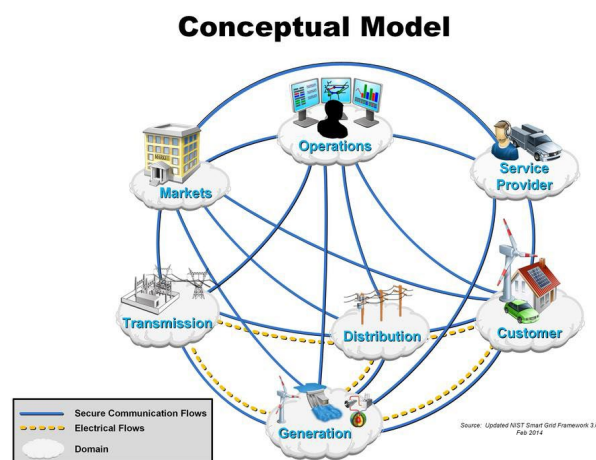 Conceptual Model
Operations
Service
Provider
Markets
Transmission
Distribution
Customer
Generation
Secure Communication Flows
Electrical Flows
Domain
Source: Updated NIST Smart Grid Framework 3.
Feb 2014